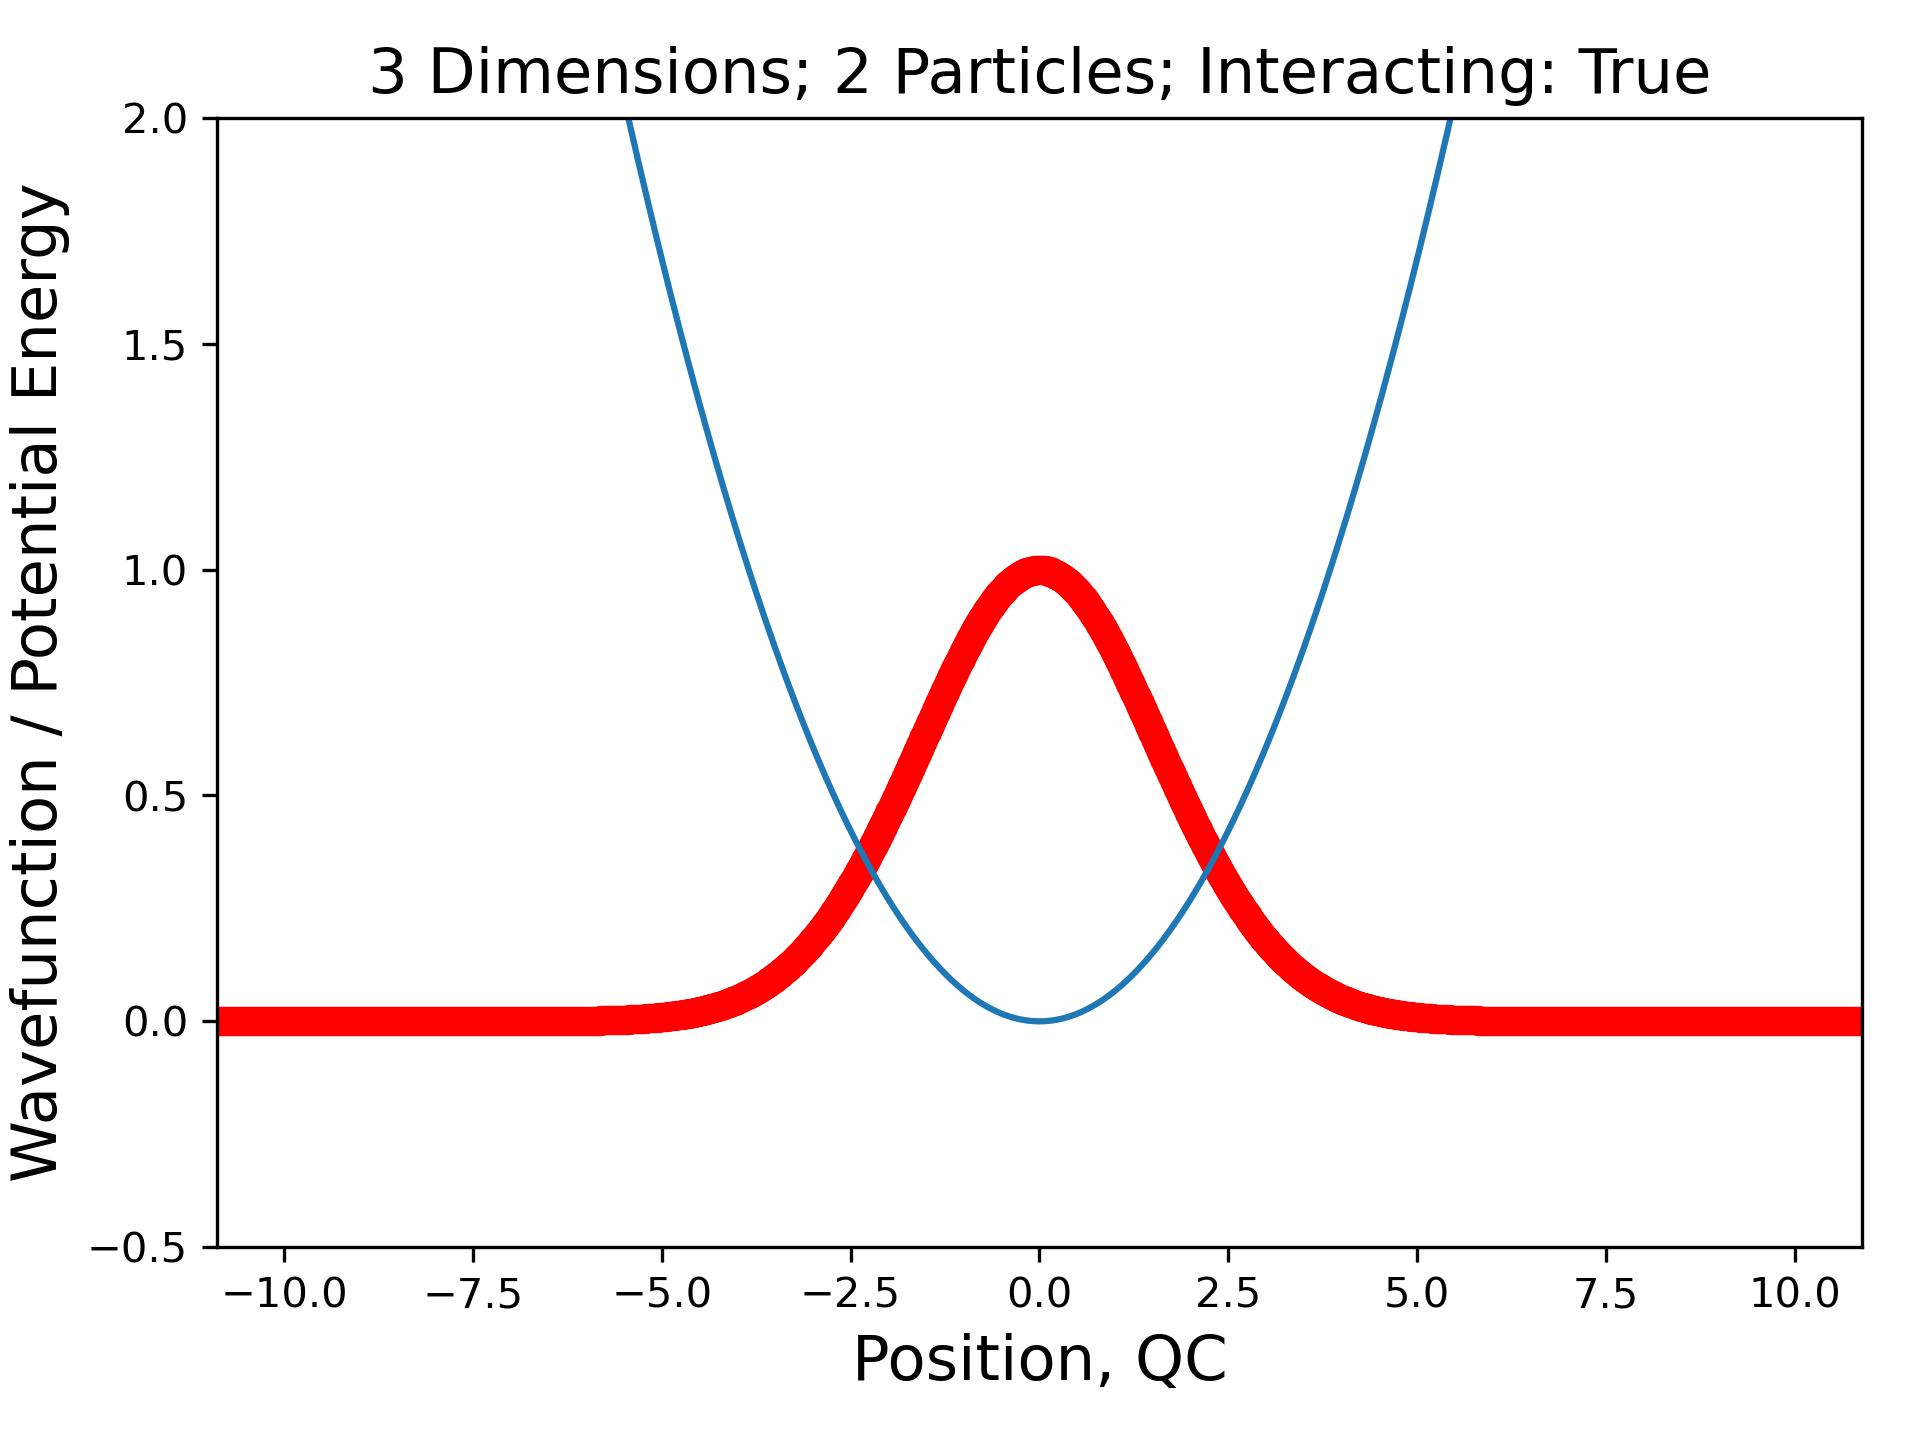 3 Dimensions; 2 Particles; Interacting: True
Wavefunction / Potential Energy
2.0
1.5
1.0
0.5
0.0
−0.5
−10.0 −7.5 −5.0 −2.5 0.0 2.5 5.0 7.5 10.0
Position, QC